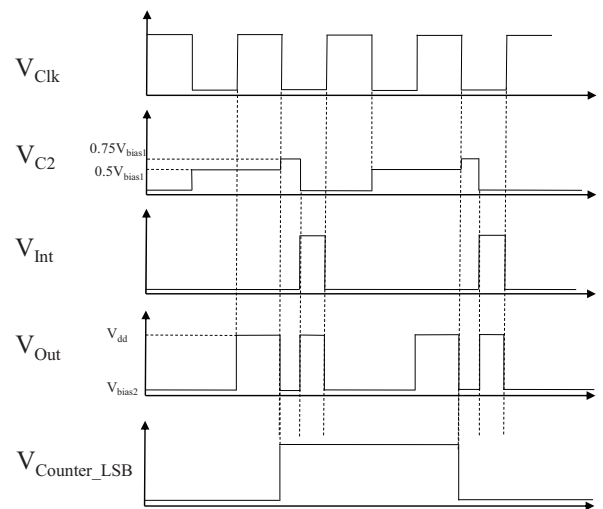 V_Clk
V_C2
0.75V_bias1
0.5V_bias1
V_Int
V_Out
V_dd
V_bias2
V_Counter_LSB